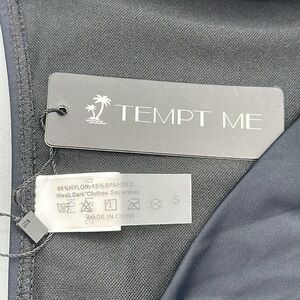 TEMPT ME
85%NYLON 15%SPANDEX
Wash Dark Clothes Separately
S
MADE IN CHINA